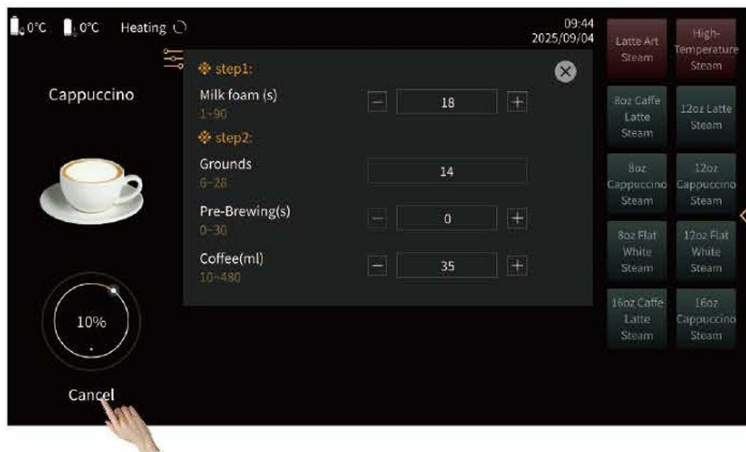 0°C 0°C Heating
09:44
2025/09/04
Cappuccino
10%
Cancel
step1:
Milk foam (s)
1~90
18
step2:
Grounds
6~28
14
Pre-Brewing(s)
0~30
0
Coffee(ml)
10~480
35
Latte Art
Steam
High-
Temperature
Steam
8oz Caffe
Latte
Steam
12oz Latte
Steam
8oz
Cappuccino
Steam
12oz
Cappuccino
Steam
8oz Flat
White
Steam
12oz Flat
White
Steam
16oz Caffe
Latte
Steam
16oz
Cappuccino
Steam